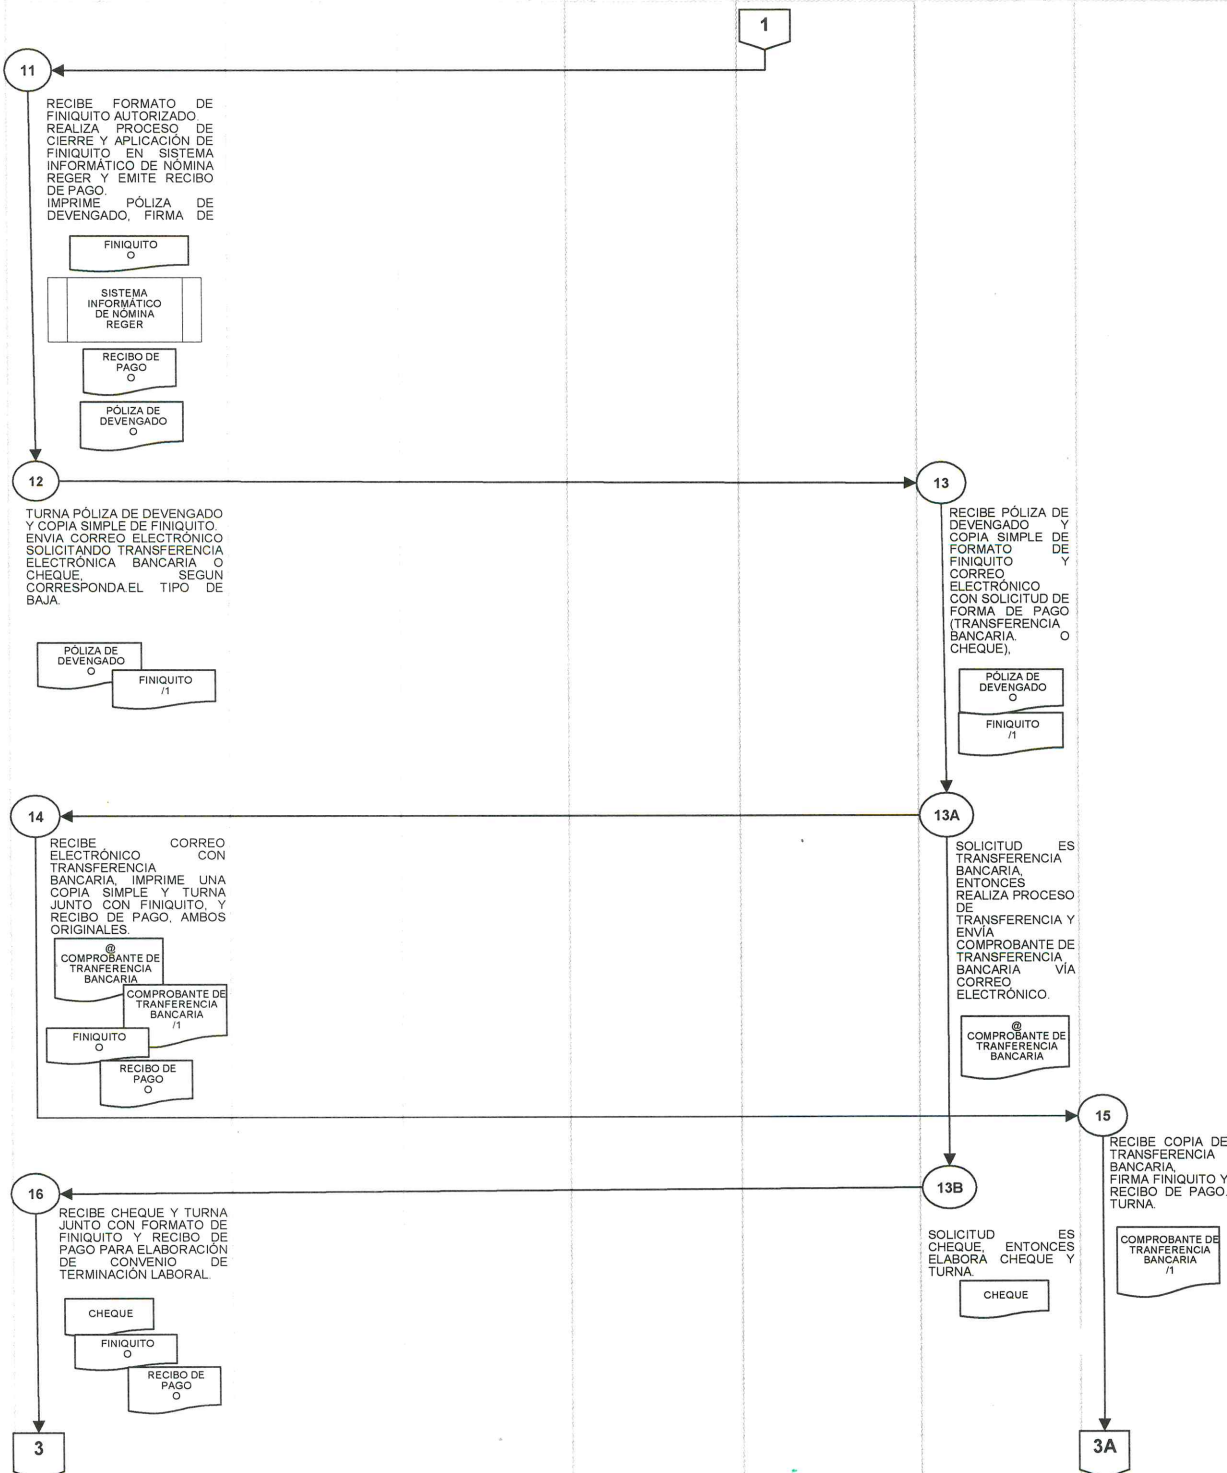 1
11
RECIBE FORMATO DE
FINIQUITO AUTORIZADO.
REALIZA PROCESO DE
CIERRE Y APLICACIÓN DE
FINIQUITO EN SISTEMA
INFORMÁTICO DE NÓMINA
REGER Y EMITE RECIBO
DE PAGO.
IMPRIME PÓLIZA DE
DEVENGADO, FIRMA DE
FINIQUITO
O
SISTEMA
INFORMÁTICO
DE NÓMINA
REGER
RECIBO DE
PAGO
O
PÓLIZA DE
DEVENGADO
O
12
TURNA PÓLIZA DE DEVENGADO
Y COPIA SIMPLE DE FINIQUITO.
ENVIA CORREO ELECTRÓNICO
SOLICITANDO TRANSFERENCIA
ELECTRÓNICA BANCARIA O
CHEQUE, SEGUN
CORRESPONDA.EL TIPO DE
BAJA.
PÓLIZA DE
DEVENGADO
O
FINIQUITO
/1
13
RECIBE PÓLIZA DE
DEVENGADO Y
COPIA SIMPLE DE
FORMATO DE
FINIQUITO Y
CORREO
ELECTRÓNICO
CON SOLICITUD DE
FORMA DE PAGO
(TRANSFERENCIA
BANCARIA. O
CHEQUE),
PÓLIZA DE
DEVENGADO
O
FINIQUITO
/1
14
RECIBE CORREO
ELECTRÓNICO CON
TRANSFERENCIA
BANCARIA, IMPRIME UNA
COPIA SIMPLE Y TURNA
JUNTO CON FINIQUITO, Y
RECIBO DE PAGO, AMBOS
ORIGINALES.
@
COMPROBANTE DE
TRANFERENCIA
BANCARIA
COMPROBANTE DE
TRANFERENCIA
BANCARIA
/1
FINIQUITO
O
RECIBO DE
PAGO
O
13A
SOLICITUD ES
TRANSFERENCIA
BANCARIA,
ENTONCES
REALIZA PROCESO
DE
TRANSFERENCIA Y
ENVÍA
COMPROBANTE DE
TRANSFERENCIA
BANCARIA VÍA
CORREO
ELECTRÓNICO.
@
COMPROBANTE DE
TRANFERENCIA
BANCARIA
15
RECIBE COPIA DE
TRANSFERENCIA
BANCARIA,
FIRMA FINIQUITO Y
RECIBO DE PAGO.
TURNA.
COMPROBANTE DE
TRANFERENCIA
BANCARIA
/1
16
RECIBE CHEQUE Y TURNA
JUNTO CON FORMATO DE
FINIQUITO Y RECIBO DE
PAGO PARA ELABORACIÓN
DE CONVENIO DE
TERMINACIÓN LABORAL.
CHEQUE
FINIQUITO
O
RECIBO DE
PAGO
O
13B
SOLICITUD ES
CHEQUE, ENTONCES
ELABORA CHEQUE Y
TURNA.
CHEQUE
3
3A